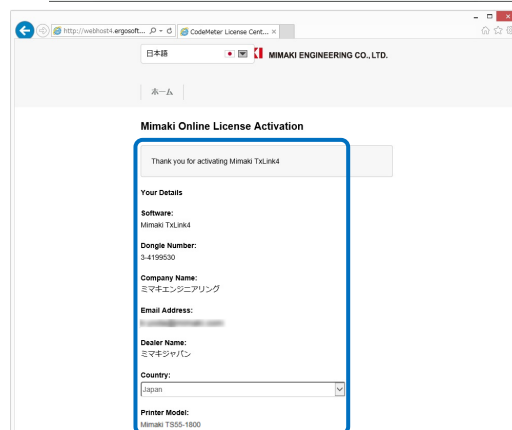 http://webhost4.ergosoft...
CodeMeter License Cent...
日本語
MIMAKI ENGINEERING CO., LTD.
ホーム
Mimaki Online License Activation
Thank you for activating Mimaki TxLink4
Your Details
Software:
Mimaki TxLink4
Dongle Number:
3-4199530
Company Name:
ミマキエンジニアリング
Email Address:
Dealer Name:
ミマキジャパン
Country:
Japan
Printer Model:
Mimaki TS55-1800